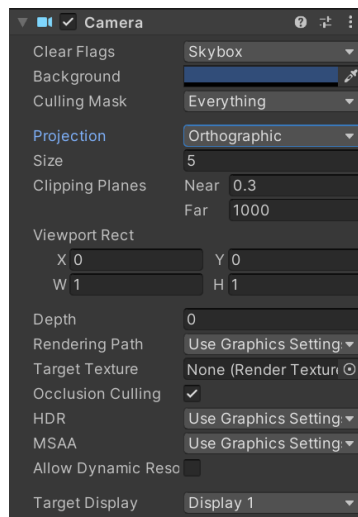 Camera
Clear Flags Skybox
Background
Culling Mask Everything
Projection Orthographic
Size 5
Clipping Planes Near 0.3
Far 1000
Viewport Rect
X 0 Y 0
W 1 H 1
Depth 0
Rendering Path Use Graphics Setting
Target Texture None (Render Texture
Occlusion Culling
HDR Use Graphics Setting
MSAA Use Graphics Setting
Allow Dynamic Reso
Target Display Display 1